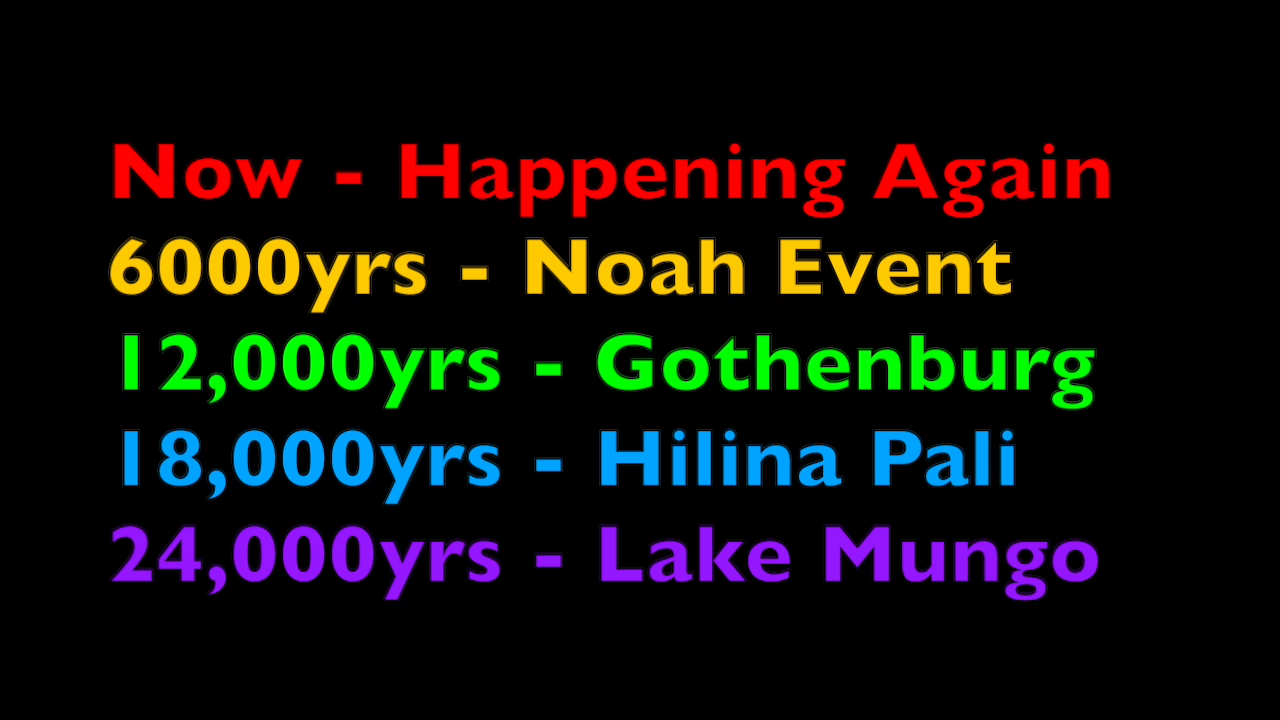 Now - Happening Again
6000yrs - Noah Event
12,000yrs - Gothenburg
18,000yrs - Hilina Pali
24,000yrs - Lake Mungo